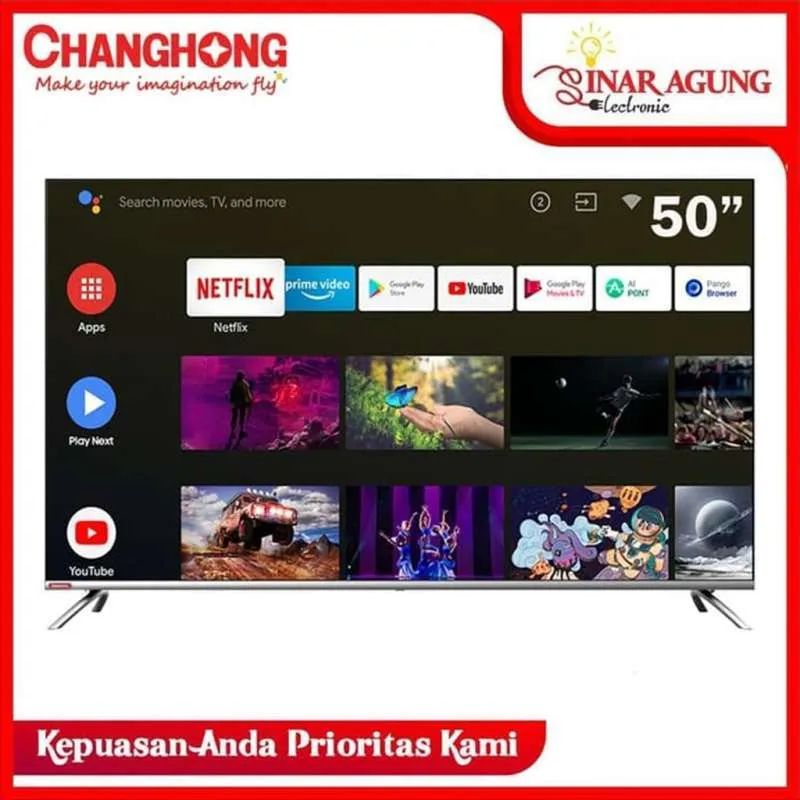 CHANGHONG
Make your imagination fly
SINAR AGUNG
Electronic
Search movies, TV, and more
2
50”
NETFLIX
prime video
Google Play
Store
YouTube
Google Play
Movies & TV
AI
PONT
Pango
Browser
Apps
Netflix
Play Next
YouTube
CHANGHONG
Kepuasan-Anda Prioritas Kami